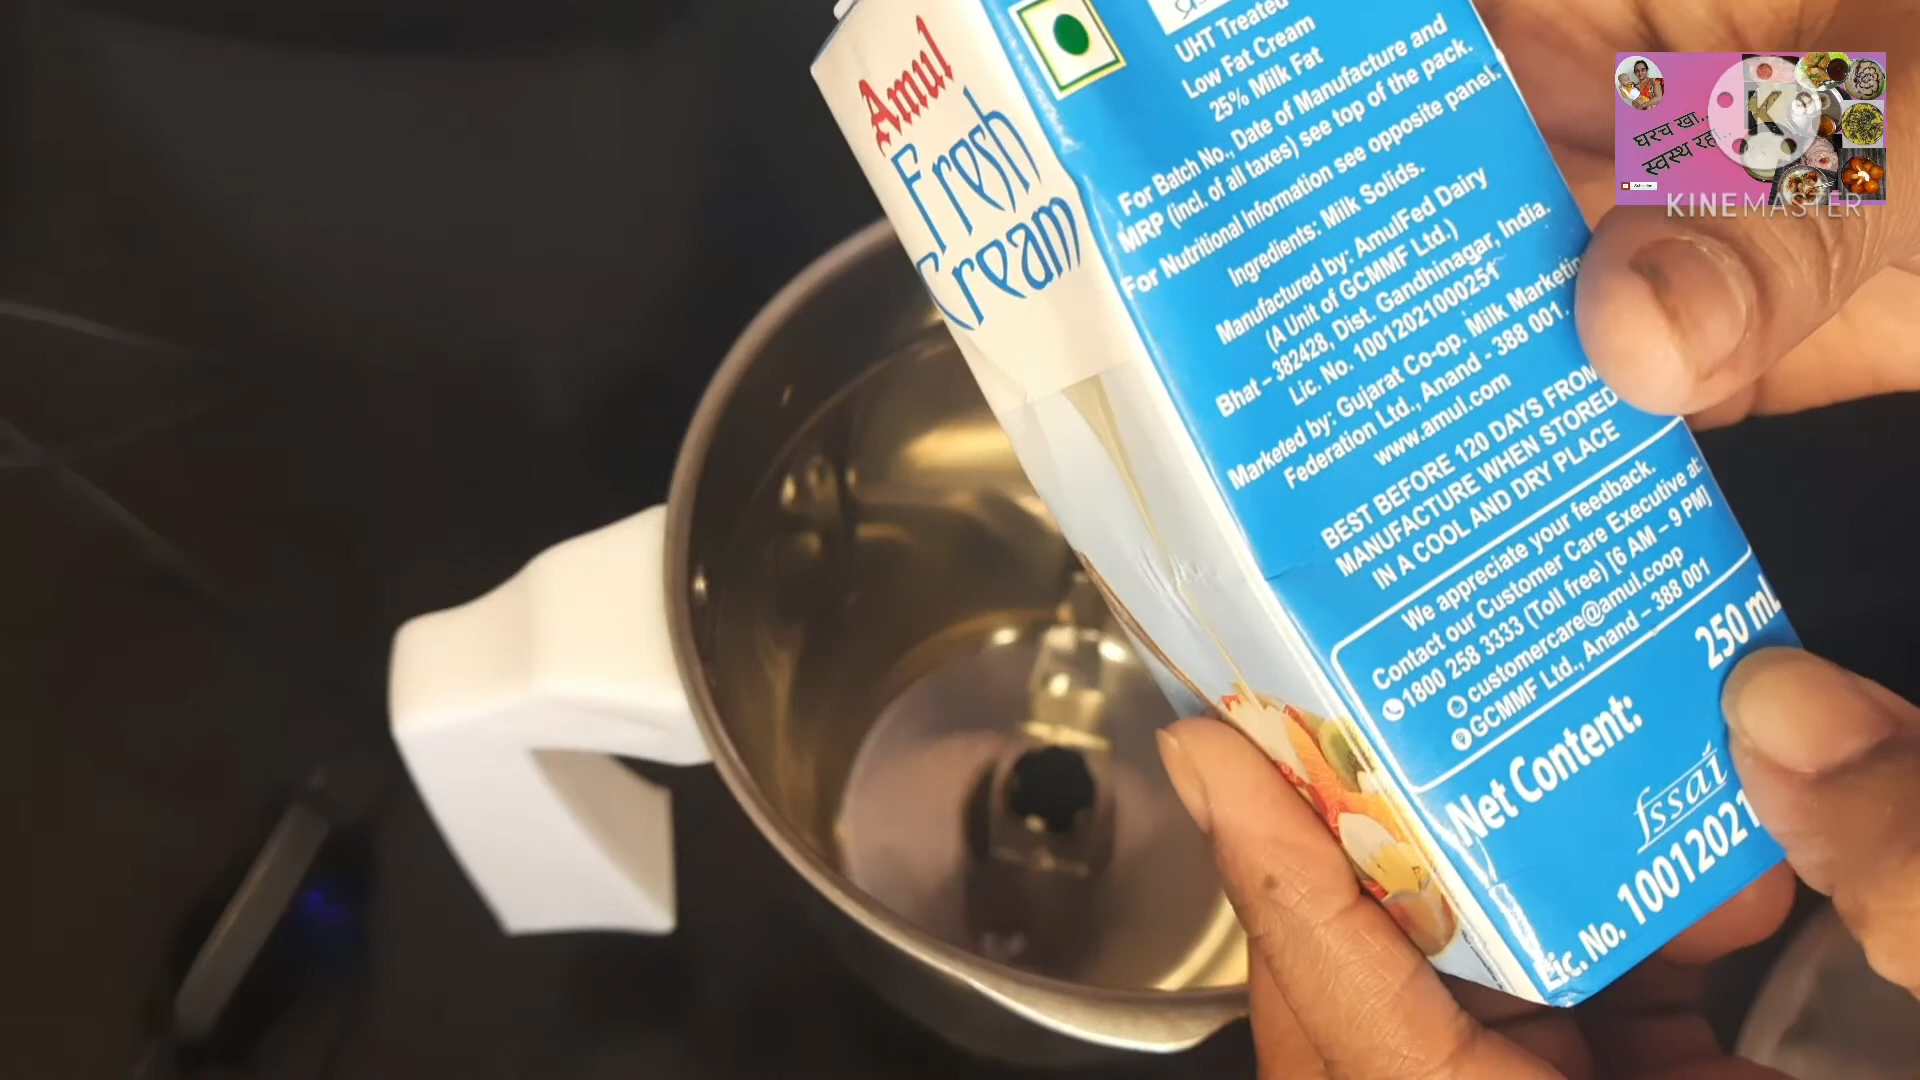 Amul
Fresh
Cream
UHT Treated
Low Fat Cream
25% Milk Fat
For Batch No., Date of Manufacture and
MRP (incl. of all taxes) see top of the pack.
For Nutritional Information see opposite panel.
Ingredients: Milk Solids.
Manufactured by: AmulFed Dairy
(A Unit of GCMMF Ltd.)
Bhat – 382428, Dist. Gandhinagar, India.
Lic. No. 10012021000251
Marketed by: Gujarat Co-op. Milk Marketing
Federation Ltd., Anand - 388 001.
www.amul.com
BEST BEFORE 120 DAYS FROM
MANUFACTURE WHEN STORED
IN A COOL AND DRY PLACE
We appreciate your feedback.
Contact our Customer Care Executive at:
1800 258 3333 (Toll free) [6 AM – 9 PM]
customercare@amul.coop
GCMMF Ltd., Anand – 388 001
Net Content: 250 mL
fssai
Lic. No. 10012021
घरच खा..
स्वस्थ रहा..
Subscribe
K
KINEMASTER